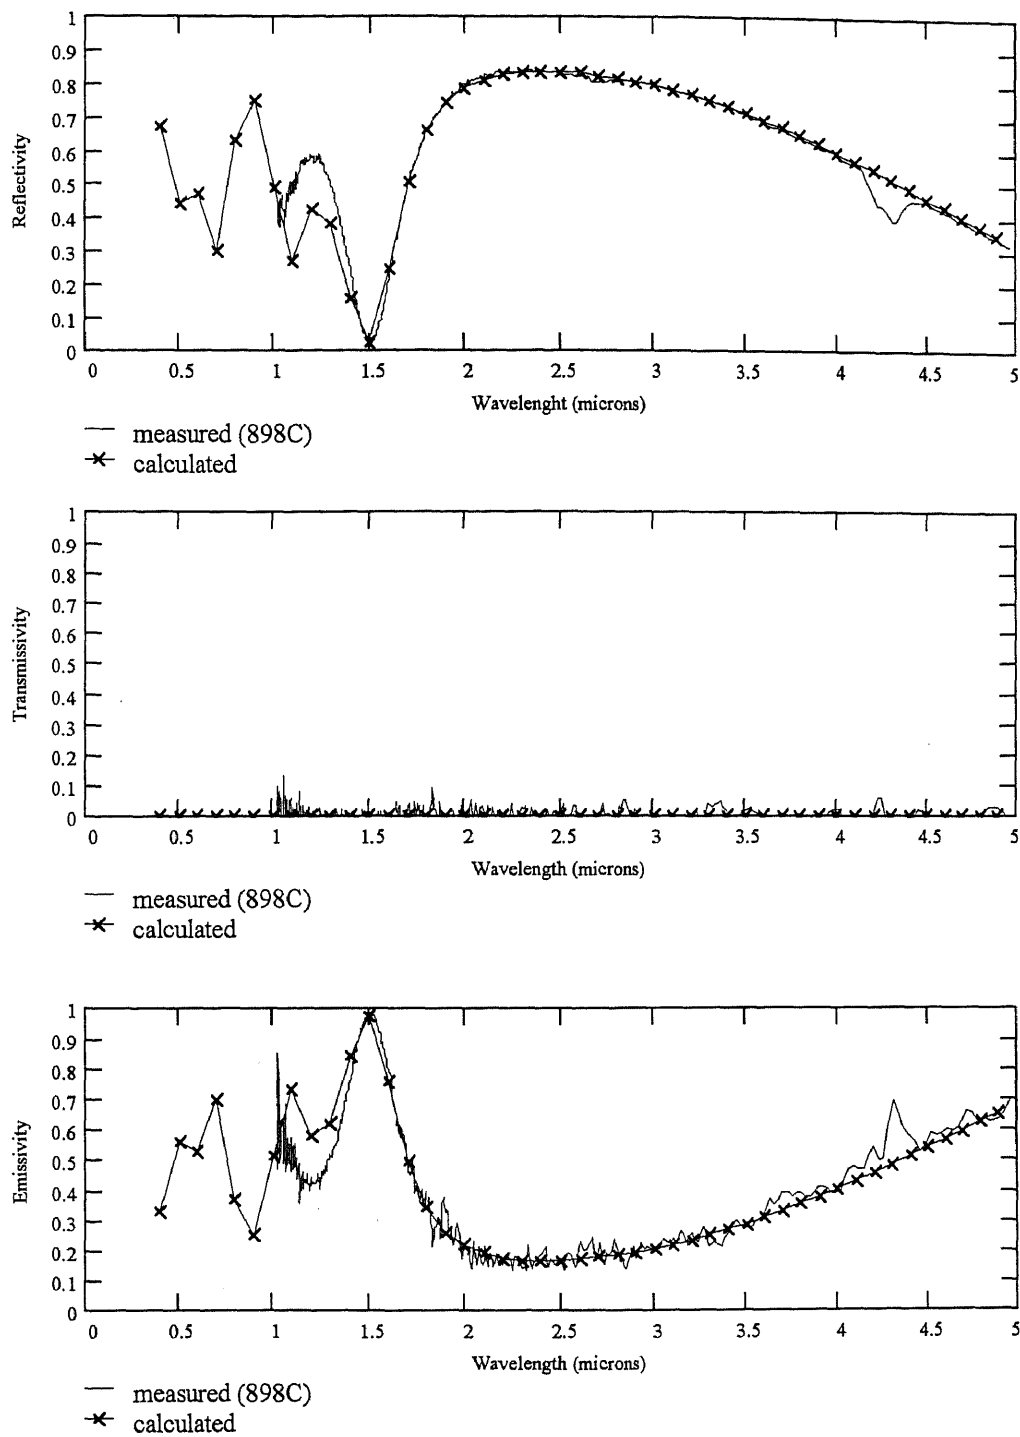 1
0.9
0.8
0.7
0.6
0.5
0.4
0.3
0.2
0.1
0
Reflectivity
0 0.5 1 1.5 2 2.5 3 3.5 4 4.5 5
Wavelenght (microns)
measured (898C)
calculated
1
0.9
0.8
0.7
0.6
0.5
0.4
0.3
0.2
0.1
0
Transmissivity
0 0.5 1 1.5 2 2.5 3 3.5 4 4.5 5
Wavelength (microns)
measured (898C)
calculated
1
0.9
0.8
0.7
0.6
0.5
0.4
0.3
0.2
0.1
0
Emissivity
0 0.5 1 1.5 2 2.5 3 3.5 4 4.5 5
Wavelength (microns)
measured (898C)
calculated